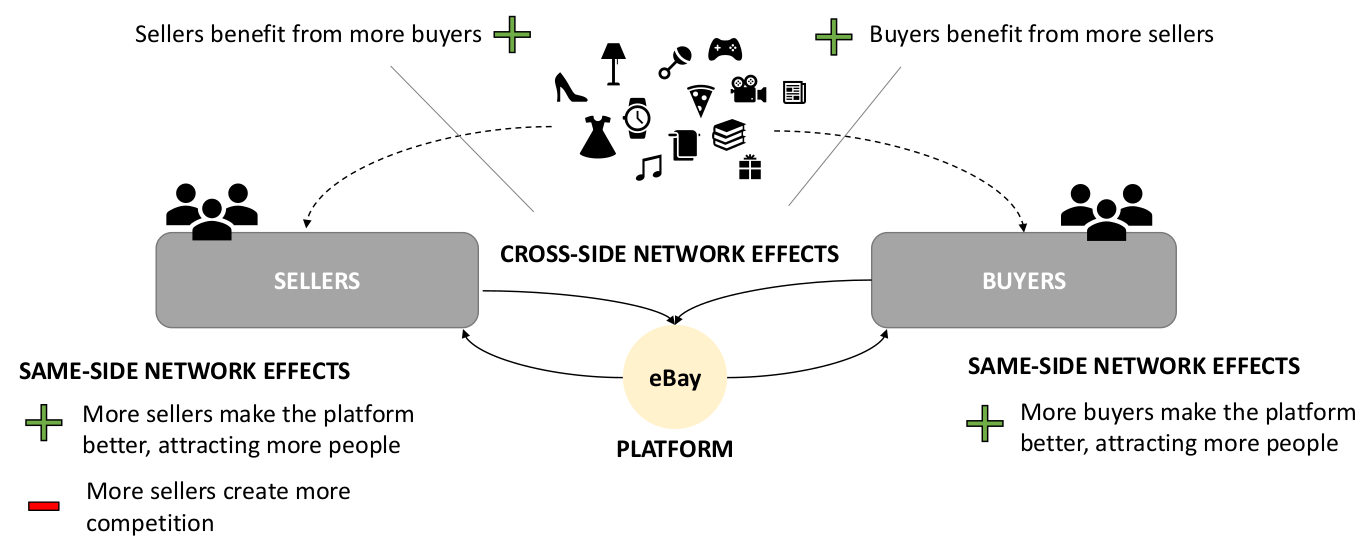 Sellers benefit from more buyers
Buyers benefit from more sellers
CROSS-SIDE NETWORK EFFECTS
SELLERS
BUYERS
eBay
PLATFORM
SAME-SIDE NETWORK EFFECTS
More sellers make the platform
better, attracting more people
More sellers create more
competition
SAME-SIDE NETWORK EFFECTS
More buyers make the platform
better, attracting more people